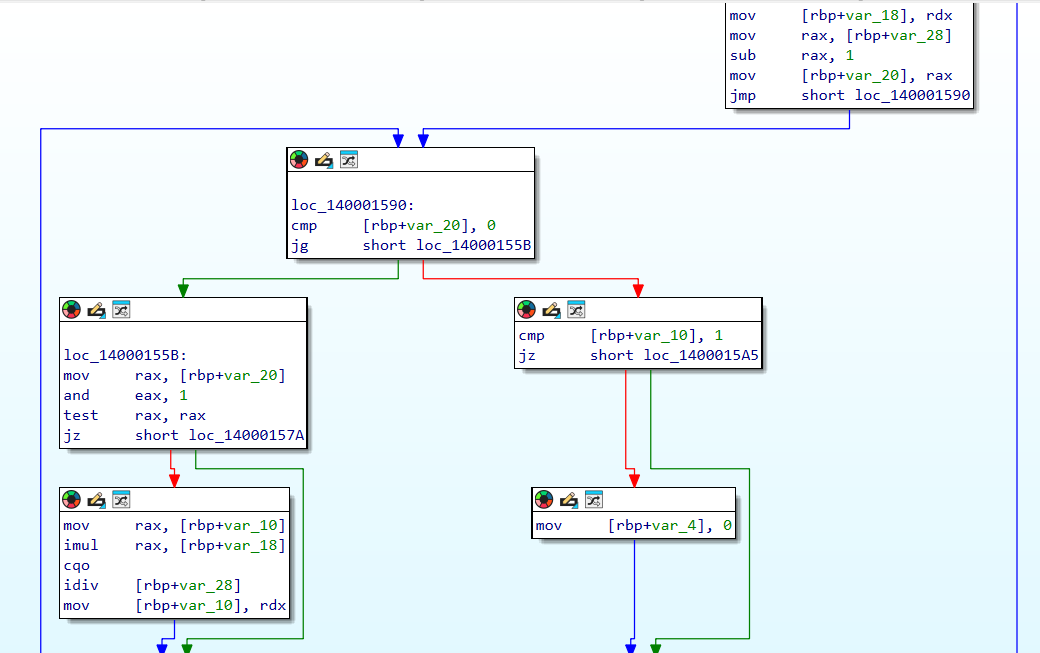 mov [rbp+var_18], rdx
mov rax, [rbp+var_28]
sub rax, 1
mov [rbp+var_20], rax
jmp short loc_140001590
loc_140001590:
cmp [rbp+var_20], 0
jg short loc_14000155B
loc_14000155B:
mov rax, [rbp+var_20]
and eax, 1
test rax, rax
jz short loc_14000157A
cmp [rbp+var_10], 1
jz short loc_1400015A5
mov rax, [rbp+var_10]
imul rax, [rbp+var_18]
cqo
idiv [rbp+var_28]
mov [rbp+var_10], rdx
mov [rbp+var_4], 0